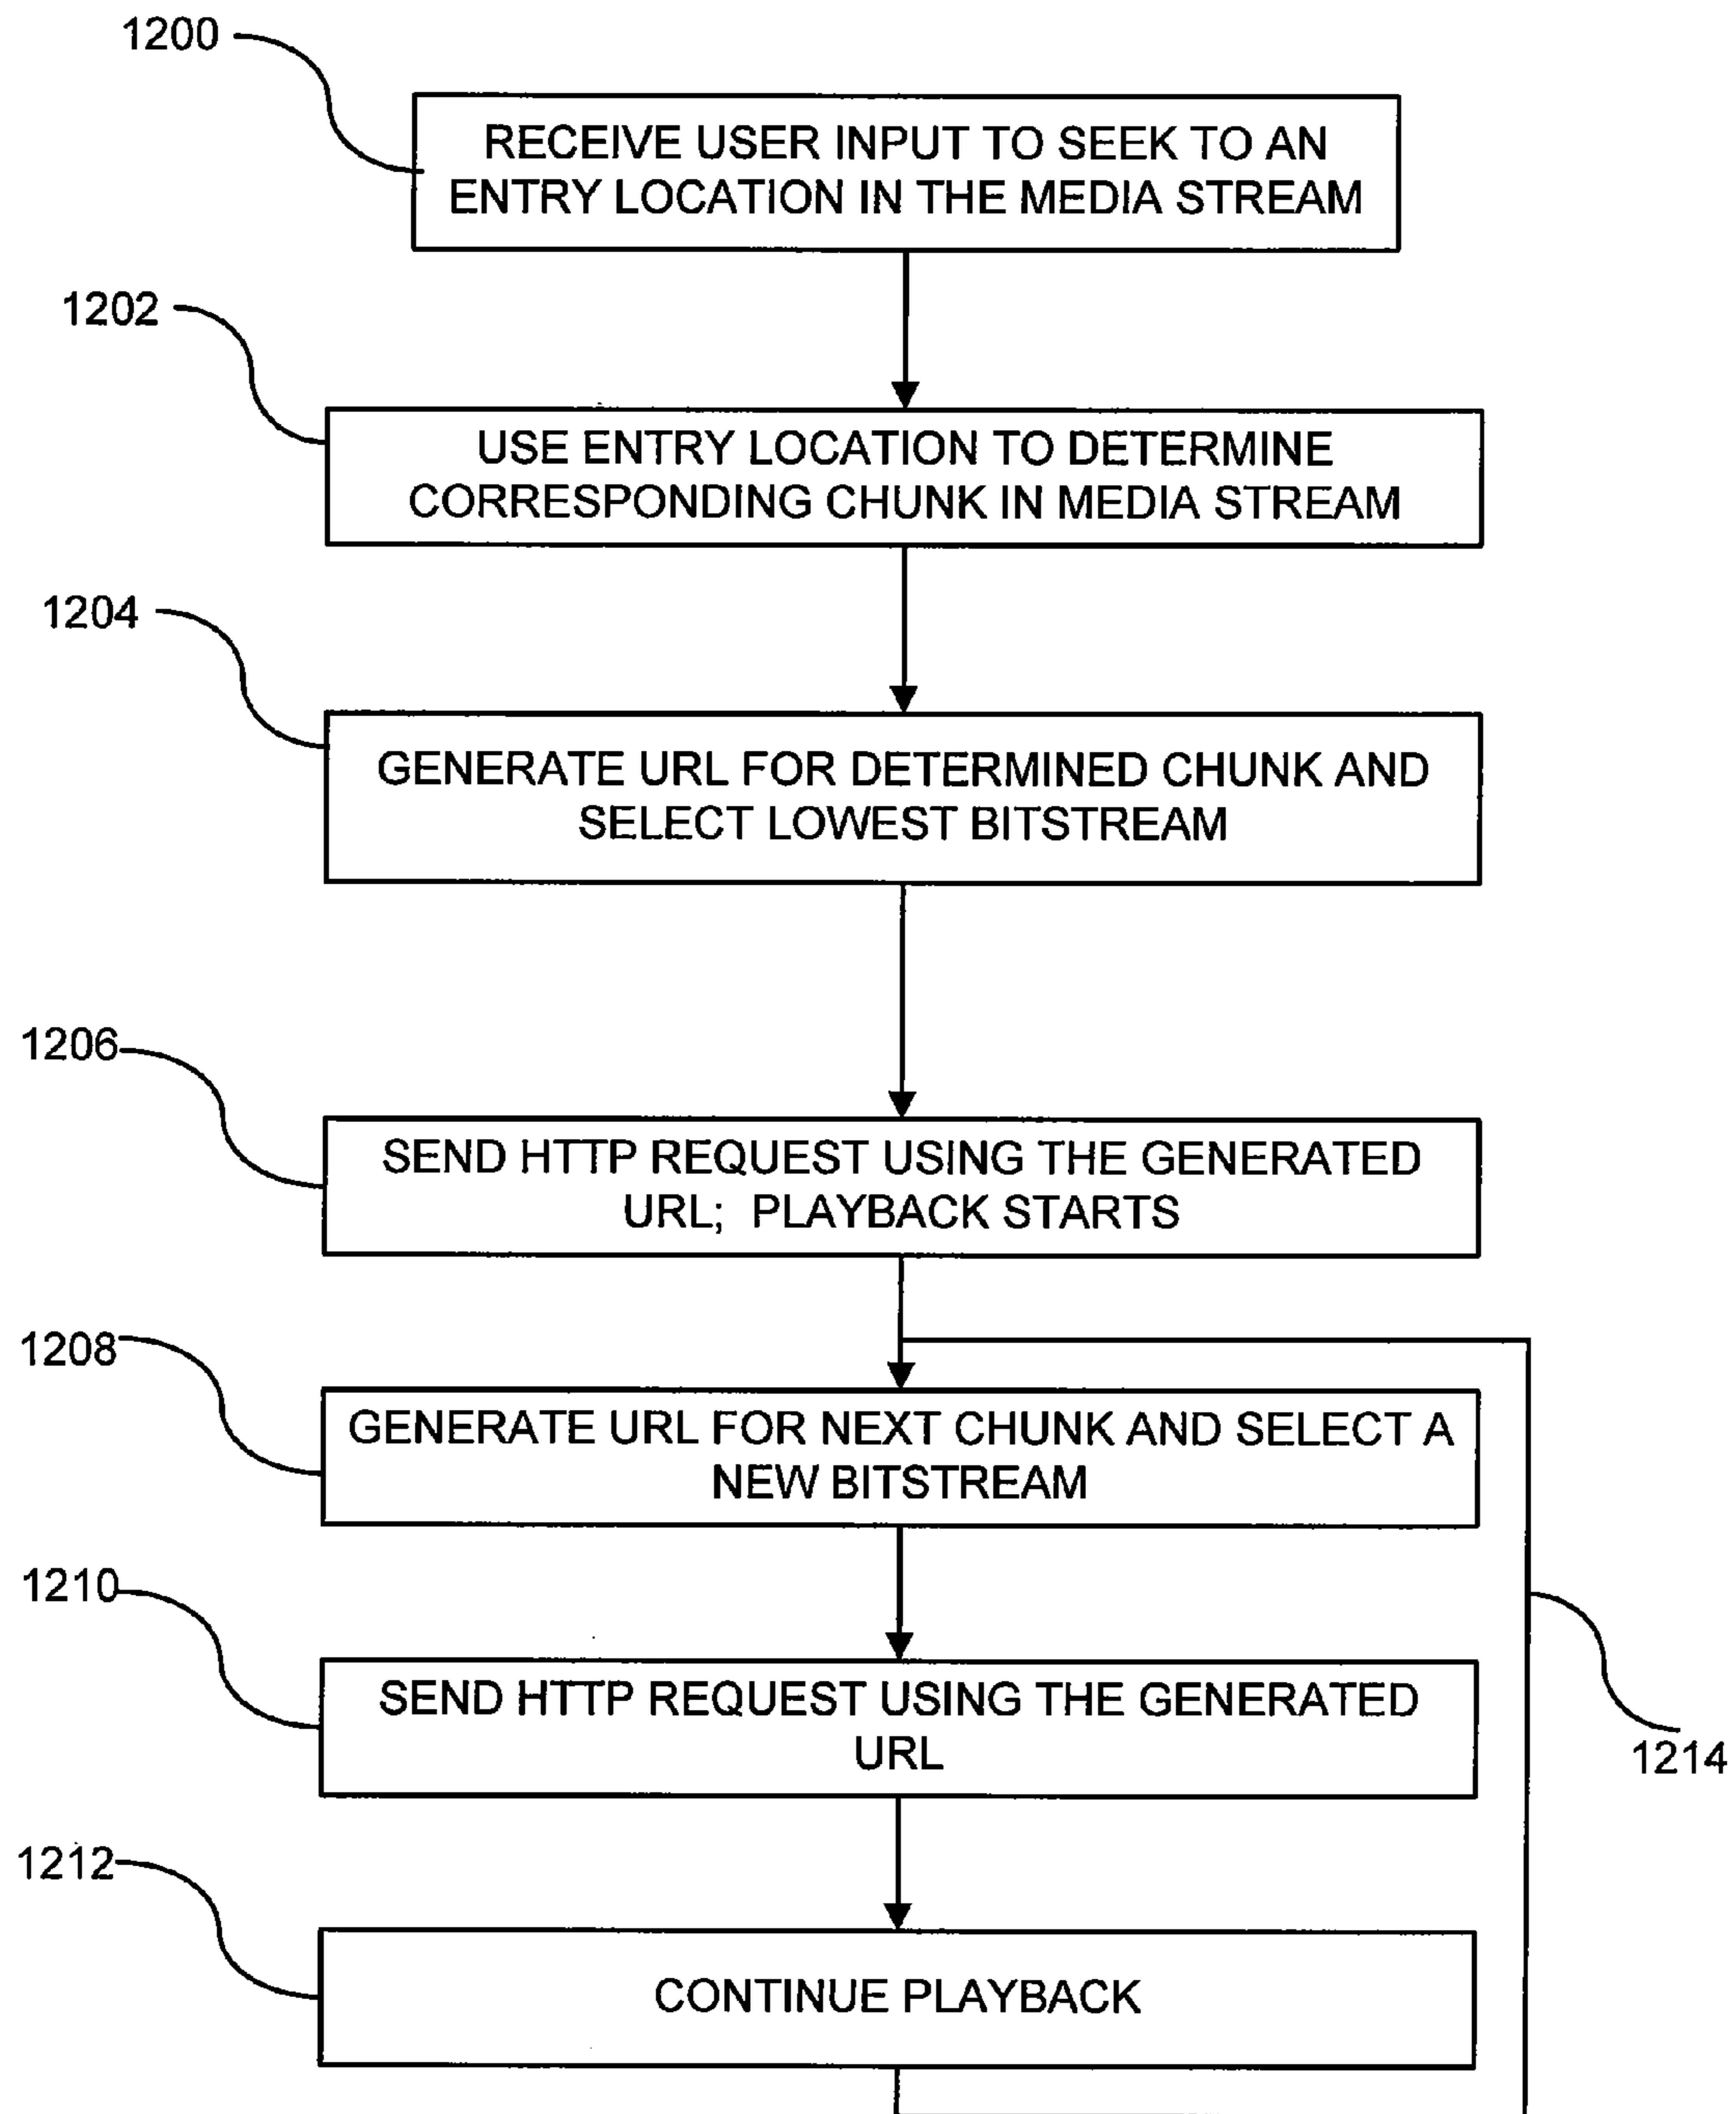 1200
RECEIVE USER INPUT TO SEEK TO AN
ENTRY LOCATION IN THE MEDIA STREAM
1202
USE ENTRY LOCATION TO DETERMINE
CORRESPONDING CHUNK IN MEDIA STREAM
1204
GENERATE URL FOR DETERMINED CHUNK AND
SELECT LOWEST BITSTREAM
1206
SEND HTTP REQUEST USING THE GENERATED
URL; PLAYBACK STARTS
1208
GENERATE URL FOR NEXT CHUNK AND SELECT A
NEW BITSTREAM
1210
SEND HTTP REQUEST USING THE GENERATED
URL
1214
1212
CONTINUE PLAYBACK